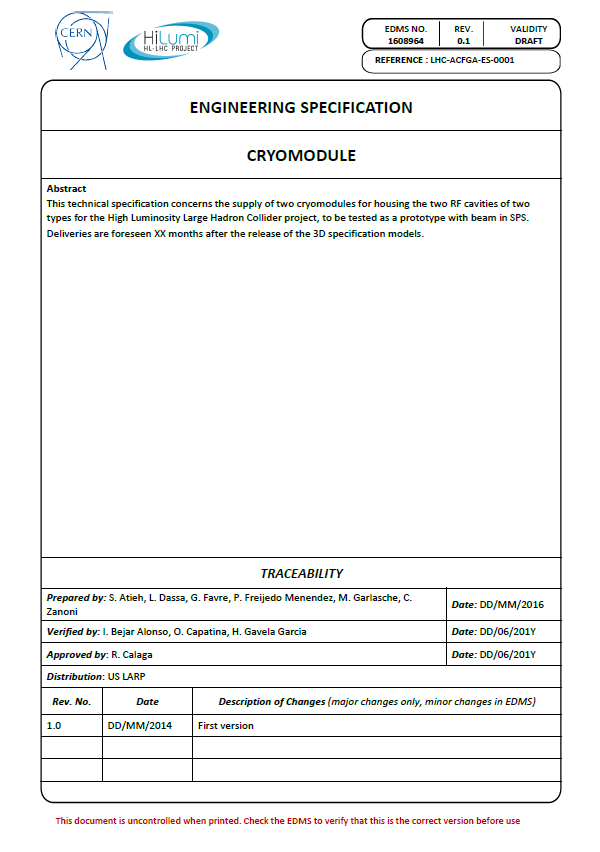 CERN
HiLumi
HL-LHC PROJECT
EDMS NO. REV. VALIDITY
1608964 0.1 DRAFT
REFERENCE : LHC-ACFGA-ES-0001
ENGINEERING SPECIFICATION
CRYOMODULE
Abstract
This technical specification concerns the supply of two cryomodules for housing the two RF cavities of two
types for the High Luminosity Large Hadron Collider project, to be tested as a prototype with beam in SPS.
Deliveries are foreseen XX months after the release of the 3D specification models.
TRACEABILITY
Prepared by: S. Atieh, L. Dassa, G. Favre, P. Freijedo Menendez, M. Garlasche, C.
Zanoni
Date: DD/MM/2016
Verified by: I. Bejar Alonso, O. Capatina, H. Gavela Garcia Date: DD/06/201Y
Approved by: R. Calaga Date: DD/06/201Y
Distribution: US LARP
Rev. No. Date Description of Changes (major changes only, minor changes in EDMS)
1.0 DD/MM/2014 First version
This document is uncontrolled when printed. Check the EDMS to verify that this is the correct version before use